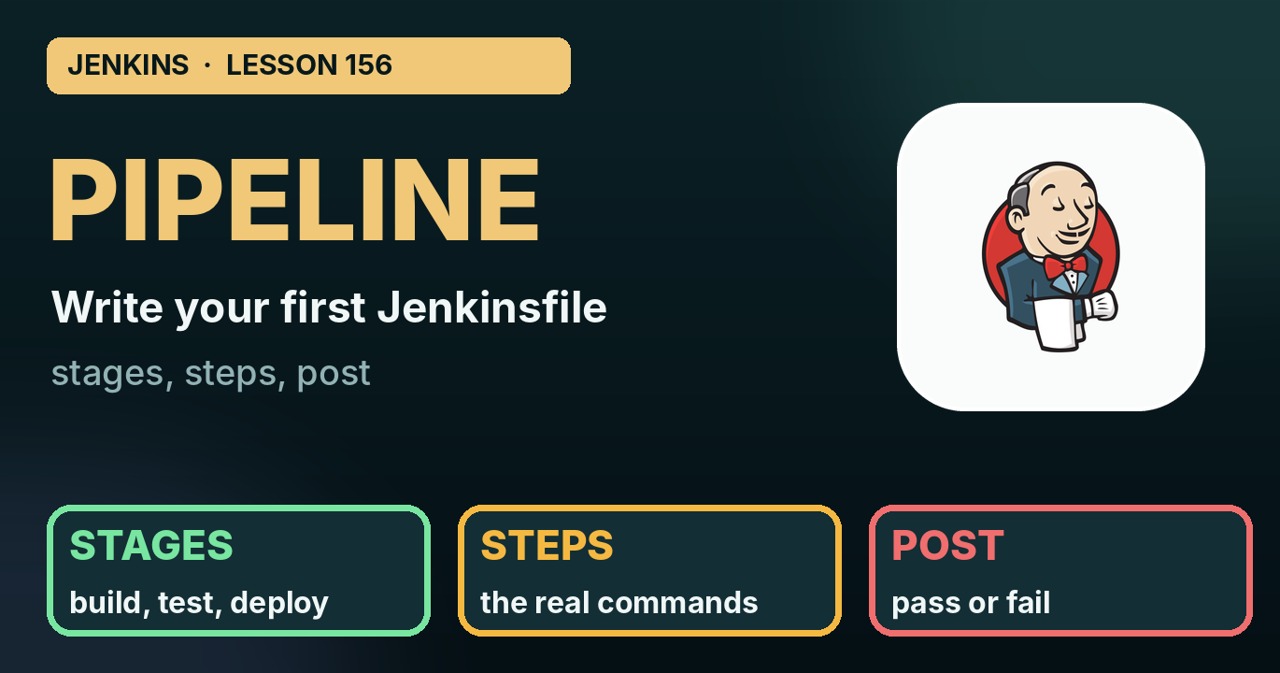 JENKINS · LESSON 156
PIPELINE
Write your first Jenkinsfile
stages, steps, post
STAGES
build, test, deploy
STEPS
the real commands
POST
pass or fail